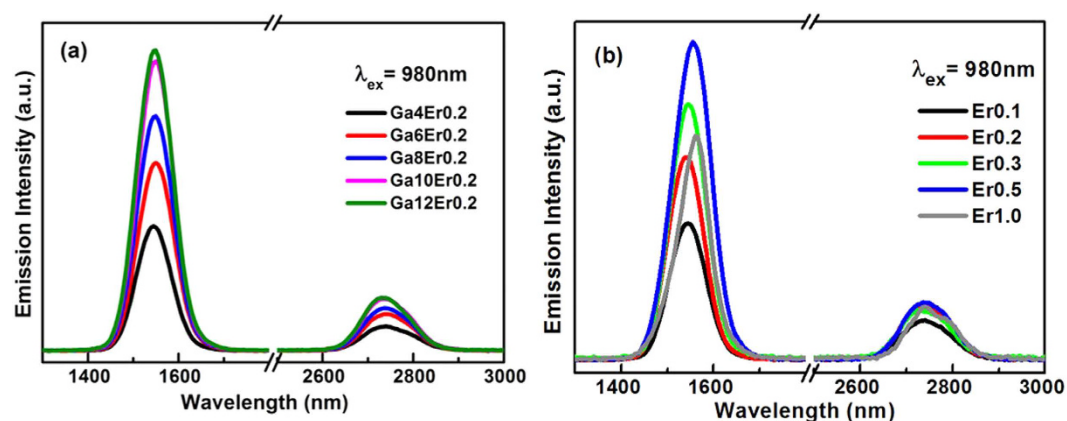 (a)
λex= 980nm
Ga4Er0.2
Ga6Er0.2
Ga8Er0.2
Ga10Er0.2
Ga12Er0.2
Emission Intensity (a.u.)
1400 1600 2600 2800 3000
Wavelength (nm)
(b)
λex= 980nm
Er0.1
Er0.2
Er0.3
Er0.5
Er1.0
Emission Intensity (a.u.)
1400 1600 2600 2800 3000
Wavelength (nm)